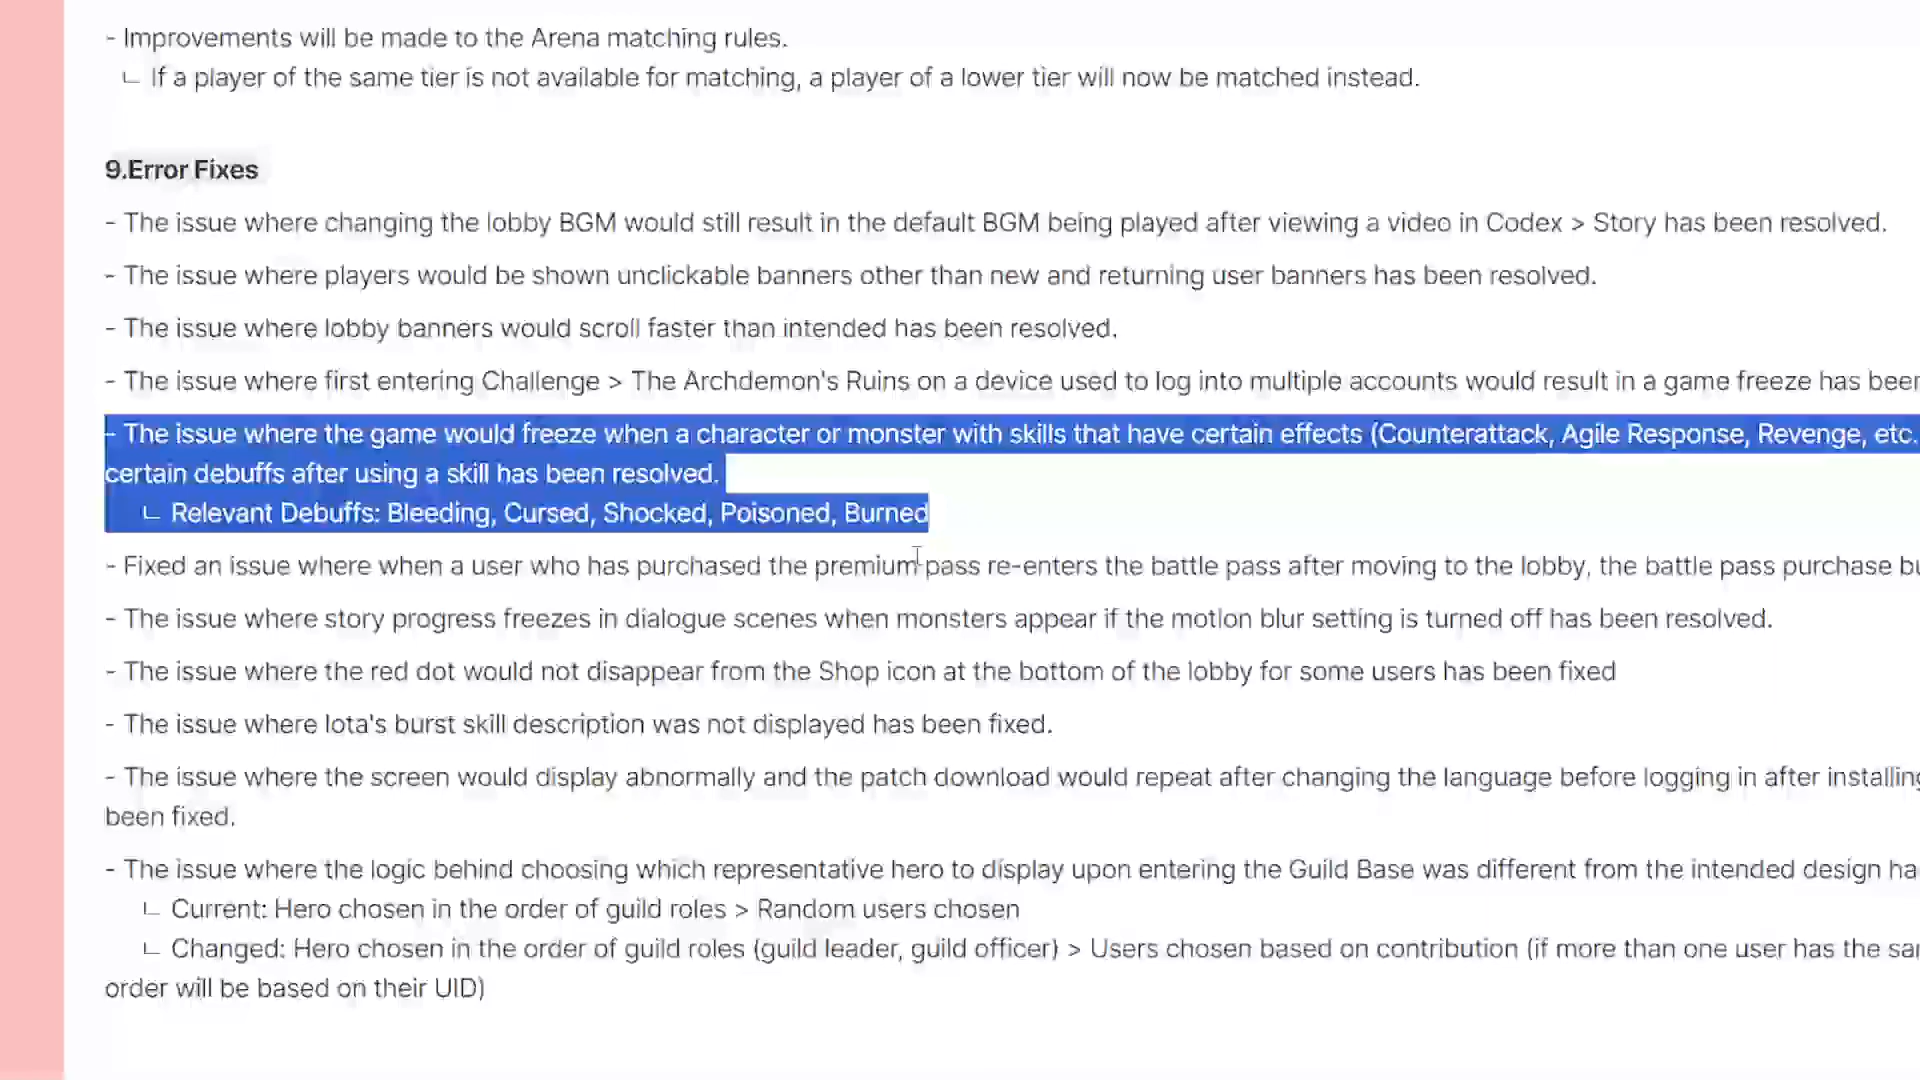 - Improvements will be made to the Arena matching rules.
ㄴ If a player of the same tier is not available for matching, a player of a lower tier will now be matched instead.
9.Error Fixes
- The issue where changing the lobby BGM would still result in the default BGM being played after viewing a video in Codex > Story has been resolved.
- The issue where players would be shown unclickable banners other than new and returning user banners has been resolved.
- The issue where lobby banners would scroll faster than intended has been resolved.
- The issue where first entering Challenge > The Archdemon's Ruins on a device used to log into multiple accounts would result in a game freeze has been
- The issue where the game would freeze when a character or monster with skills that have certain effects (Counterattack, Agile Response, Revenge, etc.
certain debuffs after using a skill has been resolved.
ㄴ Relevant Debuffs: Bleeding, Cursed, Shocked, Poisoned, Burned
- Fixed an issue where when a user who has purchased the premium pass re-enters the battle pass after moving to the lobby, the battle pass purchase
- The issue where story progress freezes in dialogue scenes when monsters appear if the motion blur setting is turned off has been resolved.
- The issue where the red dot would not disappear from the Shop icon at the bottom of the lobby for some users has been fixed
- The issue where Iota's burst skill description was not displayed has been fixed.
- The issue where the screen would display abnormally and the patch download would repeat after changing the language before logging in after installing
been fixed.
- The issue where the logic behind choosing which representative hero to display upon entering the Guild Base was different from the intended design
ㄴ Current: Hero chosen in the order of guild roles > Random users chosen
ㄴ Changed: Hero chosen in the order of guild roles (guild leader, guild officer) > Users chosen based on contribution (if more than one user has the
order will be based on their UID)